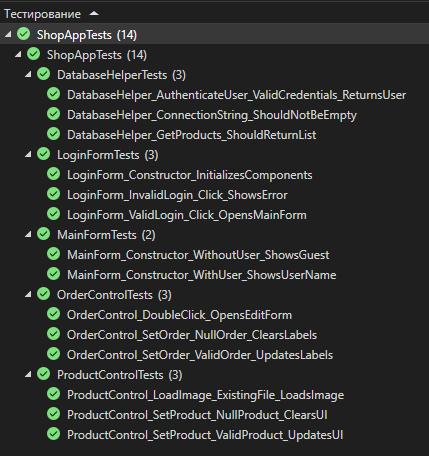 Тестирование
ShopAppTests (14)
ShopAppTests (14)
DatabaseHelperTests (3)
DatabaseHelper_AuthenticateUser_ValidCredentials_ReturnsUser
DatabaseHelper_ConnectionString_ShouldNotBeEmpty
DatabaseHelper_GetProducts_ShouldReturnList
LoginFormTests (3)
LoginForm_Constructor_InitializesComponents
LoginForm_InvalidLogin_Click_ShowsError
LoginForm_ValidLogin_Click_OpensMainForm
MainFormTests (2)
MainForm_Constructor_WithoutUser_ShowsGuest
MainForm_Constructor_WithUser_ShowsUserName
OrderControlTests (3)
OrderControl_DoubleClick_OpensEditForm
OrderControl_SetOrder_NullOrder_ClearsLabels
OrderControl_SetOrder_ValidOrder_UpdatesLabels
ProductControlTests (3)
ProductControl_LoadImage_ExistingFile_LoadsImage
ProductControl_SetProduct_NullProduct_ClearsUI
ProductControl_SetProduct_ValidProduct_UpdatesUI